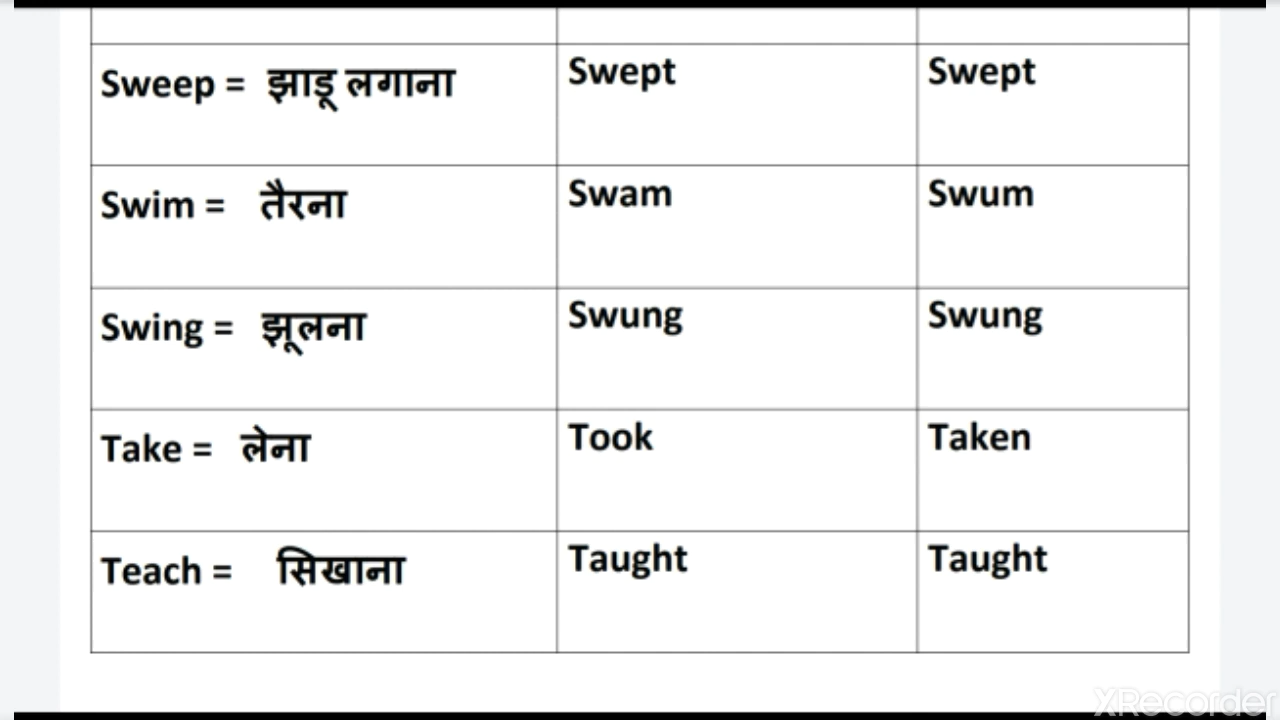 Sweep = झाडू लगाना Swept Swept
Swim = तैरना Swam Swum
Swing = झूलना Swung Swung
Take = लेना Took Taken
Teach = सिखाना Taught Taught
XRecorder